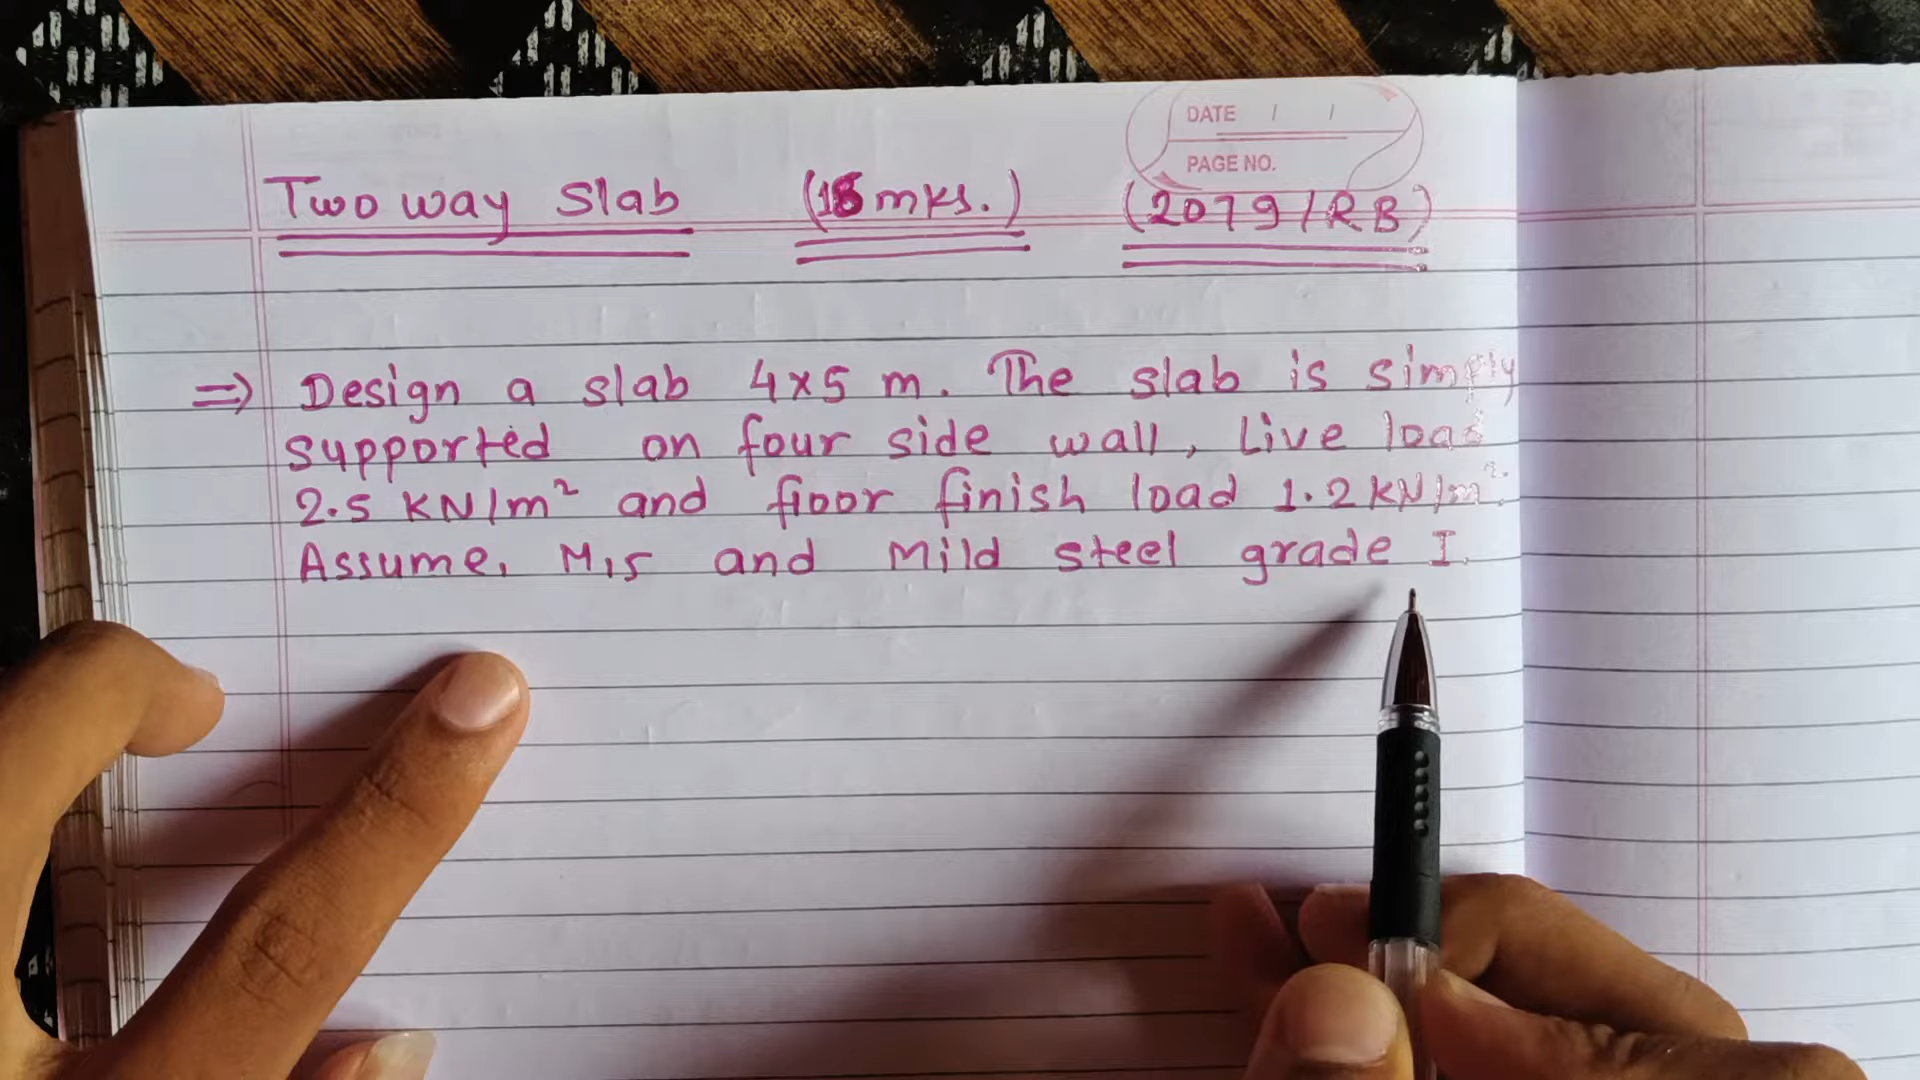 DATE / /
PAGE NO.
Two way Slab (18 mks.) (2079/RB)
⇒ Design a slab 4×5 m. The slab is simply
supported on four side wall, Live load
2.5 KN/m² and floor finish load 1.2 KN/m².
Assume, M15 and Mild steel grade I.